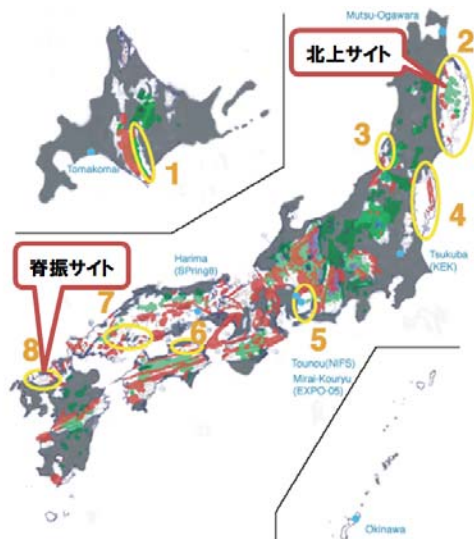 Mutsu-Ogawara
2
北上サイト
3
1
Tomakomai
4
Tsukuba
(KEK)
Harima
(SPring8)
脊振サイト
7
8
6
5
Tounou(NIFS)
Mirai-Kouryu
(EXPO-05)
Okinawa